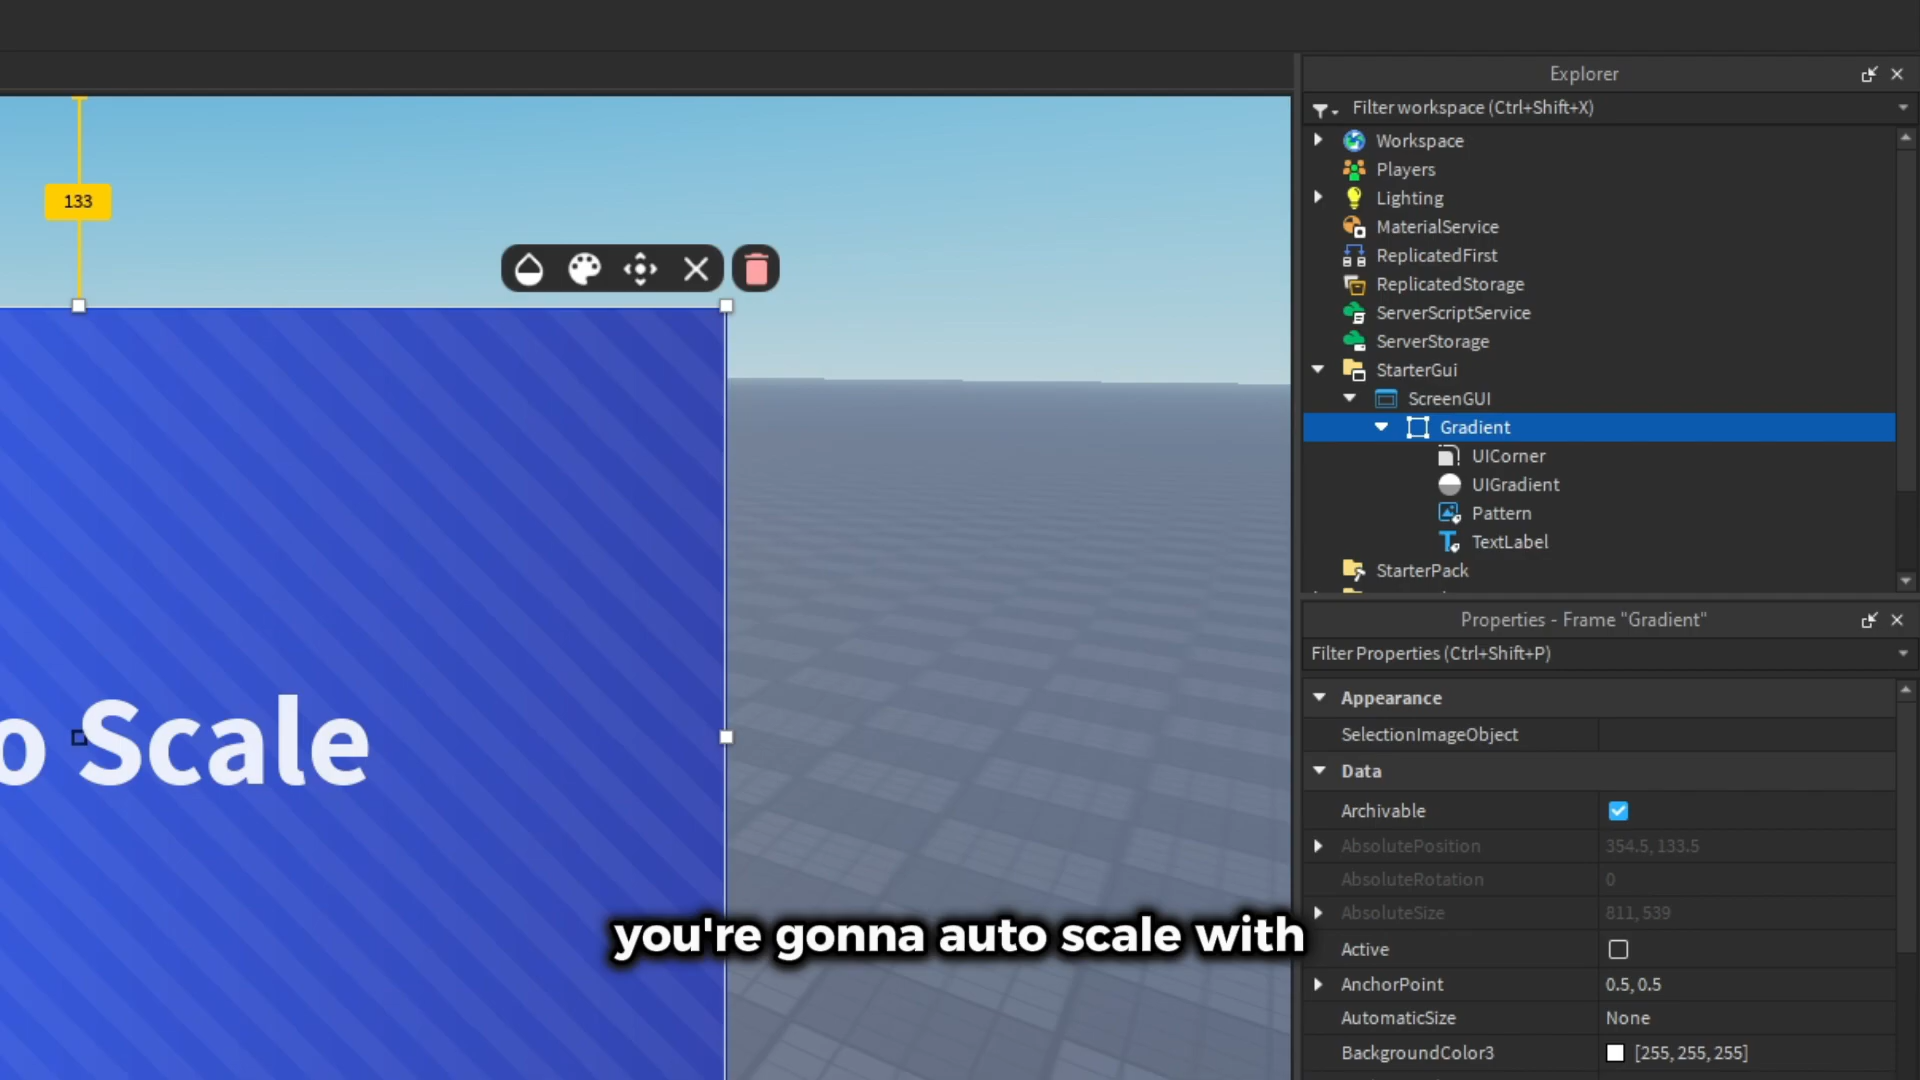 Explorer
Filter workspace (Ctrl+Shift+X)
Workspace
Players
Lighting
MaterialService
ReplicatedFirst
ReplicatedStorage
ServerScriptService
ServerStorage
StarterGui
ScreenGUI
Gradient
UICorner
UIGradient
Pattern
TextLabel
StarterPack
133
o Scale
you're gonna auto scale with
Properties - Frame "Gradient"
Filter Properties (Ctrl+Shift+P)
Appearance
SelectionImageObject
Data
Archivable
AbsolutePosition 354.5, 133.5
AbsoluteRotation 0
AbsoluteSize 811, 539
Active
AnchorPoint 0.5, 0.5
AutomaticSize None
BackgroundColor3 [255, 255, 255]